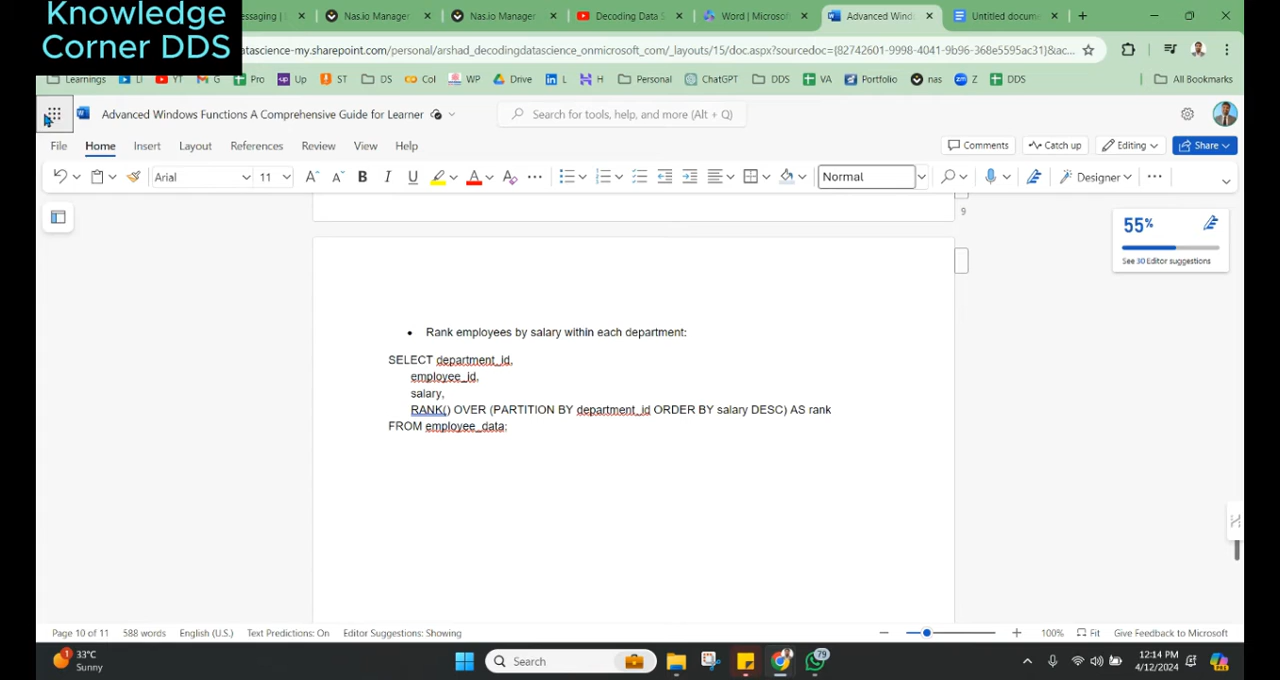 Knowledge
Corner DDS
Nas.io Manager
Nas.io Manager
Decoding Data S
Word | Microsof
Advanced Wind
Untitled docume
datascience-my.sharepoint.com/personal/arshad_decodingdatascience_onmicrosoft_com/_layouts/15/doc.aspx?sourcedoc={82742601-9998-4041-9b96-368e5595ac31}&ac...
Learnings
LI
YT
G
Pro
Up
ST
DS
Col
WP
Drive
L
H
Personal
ChatGPT
DDS
VA
Portfolio
nas
Z
DDS
All Bookmarks
Advanced Windows Functions A Comprehensive Guide for Learner
Search for tools, help, and more (Alt + Q)
File
Home
Insert
Layout
References
Review
View
Help
Comments
Catch up
Editing
Share
Arial
11
B
I
U
A
Normal
Designer
9
55%
See 30 Editor suggestions
• Rank employees by salary within each department:
SELECT department_id,
employee_id,
salary,
RANK() OVER (PARTITION BY department_id ORDER BY salary DESC) AS rank
FROM employee_data;
Page 10 of 11
588 words
English (U.S.)
Text Predictions: On
Editor Suggestions: Showing
100%
Fit
Give Feedback to Microsoft
33°C
Sunny
Search
79
12:14 PM
4/12/2024